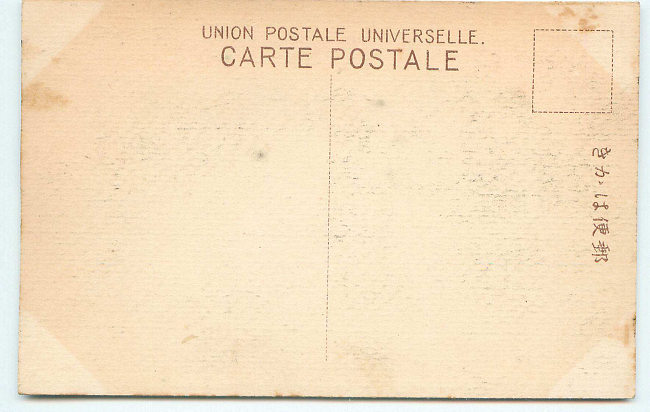 UNION POSTALE UNIVERSELLE.
CARTE POSTALE
きかは便郵